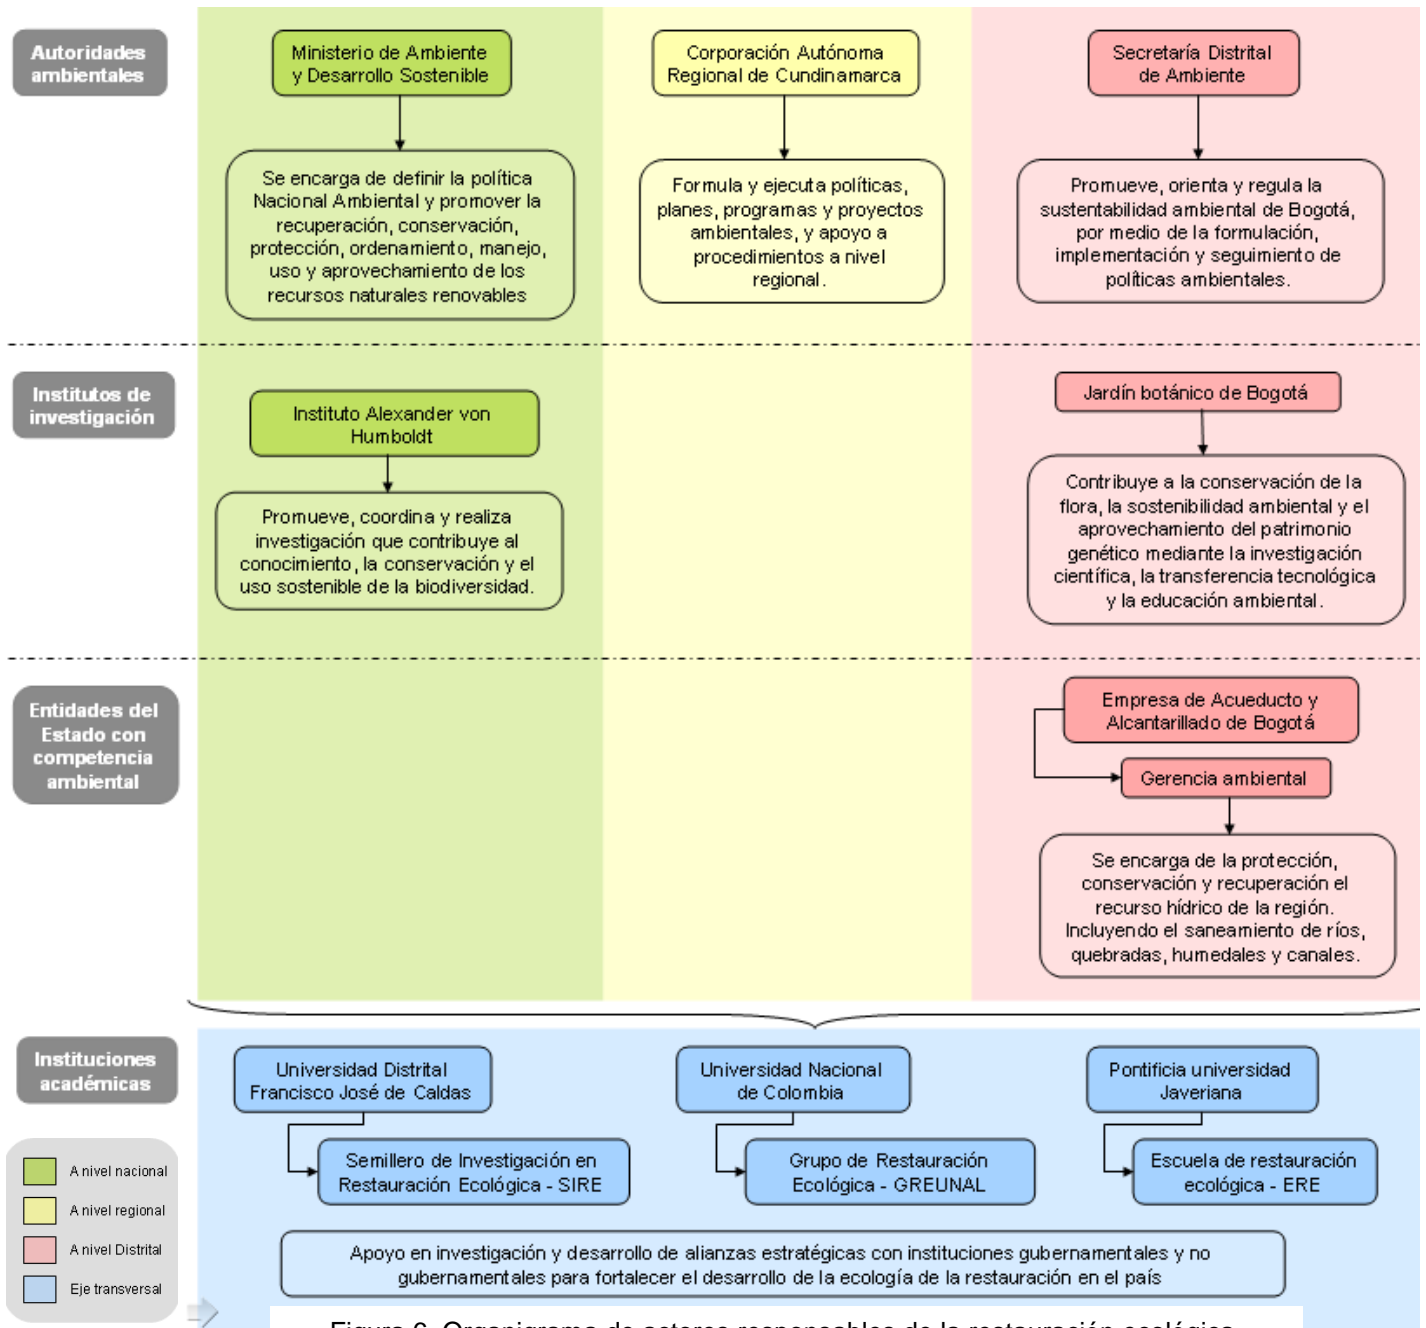 Autoridades
ambientales
Ministerio de Ambiente
y Desarrollo Sostenible
Corporación Autónoma
Regional de Cundinamarca
Secretaría Distrital
de Ambiente
Se encarga de definir la política
Nacional Ambiental y promover la
recuperación, conservación,
protección, ordenamiento, manejo,
uso y aprovechamiento de los
recursos naturales renovables
Formula y ejecuta políticas,
planes, programas y proyectos
ambientales, y apoyo a
procedimientos a nivel
regional.
Promueve, orienta y regula la
sustentabilidad ambiental de Bogotá,
por medio de la formulación,
implementación y seguimiento de
políticas ambientales.
Institutos de
investigación
Instituto Alexander von
Humboldt
Jardín botánico de Bogotá
Promueve, coordina y realiza
investigación que contribuye al
conocimiento, la conservación y el
uso sostenible de la biodiversidad.
Contribuye a la conservación de la
flora, la sostenibilidad ambiental y el
aprovechamiento del patrimonio
genético mediante la investigación
científica, la transferencia tecnológica
y la educación ambiental.
Entidades del
Estado con
competencia
ambiental
Empresa de Acueducto y
Alcantarillado de Bogotá
Gerencia ambiental
Se encarga de la protección,
conservación y recuperación el
recurso hídrico de la región.
Incluyendo el saneamiento de ríos,
quebradas, humedales y canales.
Instituciones
académicas
Universidad Distrital
Francisco José de Caldas
Universidad Nacional
de Colombia
Pontificia universidad
Javeriana
Semillero de Investigación en
Restauración Ecológica - SIRE
Grupo de Restauración
Ecológica - GREUNAL
Escuela de restauración
ecológica - ERE
Apoyo en investigación y desarrollo de alianzas estratégicas con instituciones gubernamentales y no
gubernamentales para fortalecer el desarrollo de la ecología de la restauración en el país
A nivel nacional
A nivel regional
A nivel Distrital
Eje transversal
Organigrama de actores responsables de la restauración ecológica